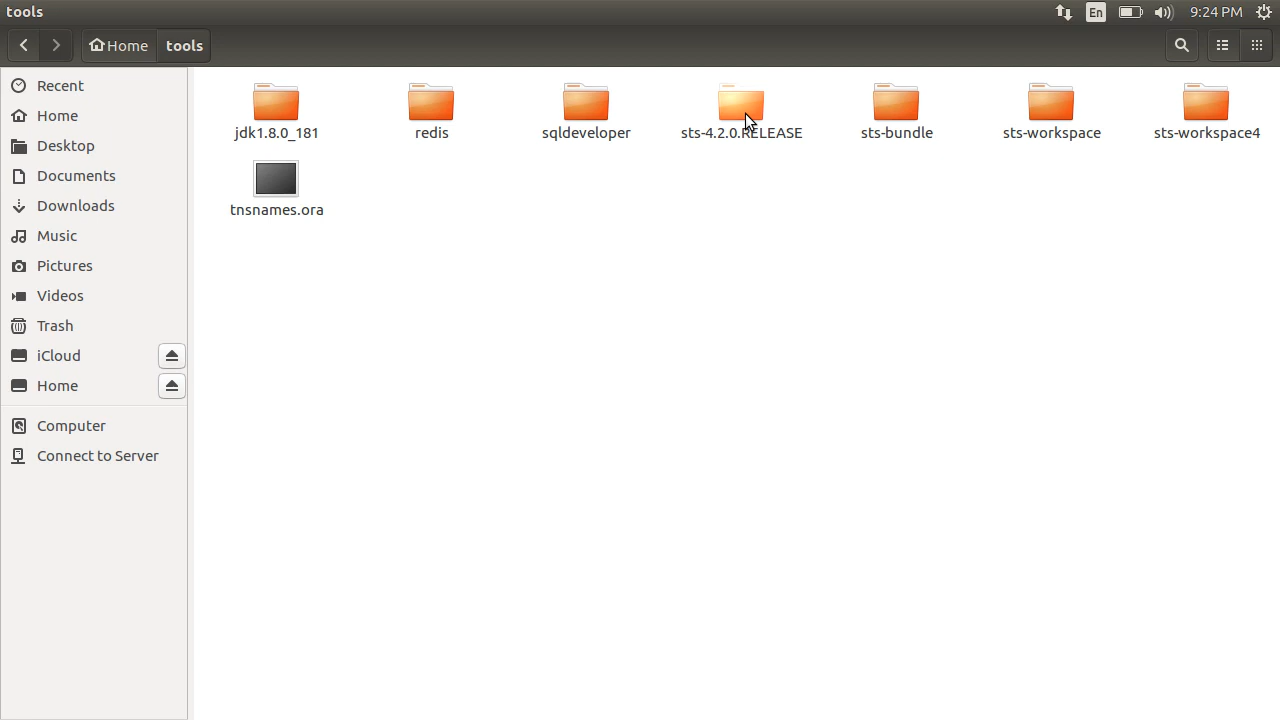 tools
En
9:24 PM
Home
tools
Recent
Home
Desktop
Documents
Downloads
Music
Pictures
Videos
Trash
iCloud
Home
Computer
Connect to Server
jdk1.8.0_181
redis
sqldeveloper
sts-4.2.0.RELEASE
sts-bundle
sts-workspace
sts-workspace4
tnsnames.ora